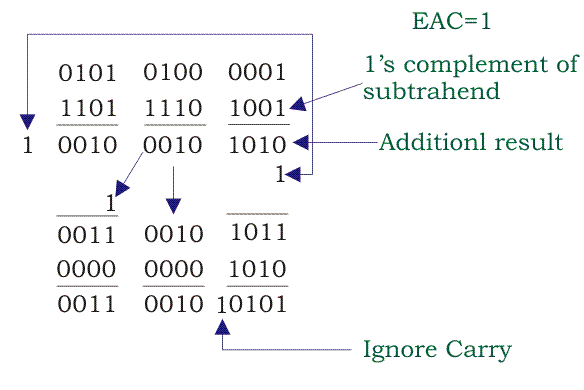 EAC=1
0101 0100 0001
1's complement of
subtrahend
1101 1110 1001
1 0010 0010 1010
Additionl result
1
1
0011 0010 1011
0000 0000 1010
0011 0010 10101
Ignore Carry